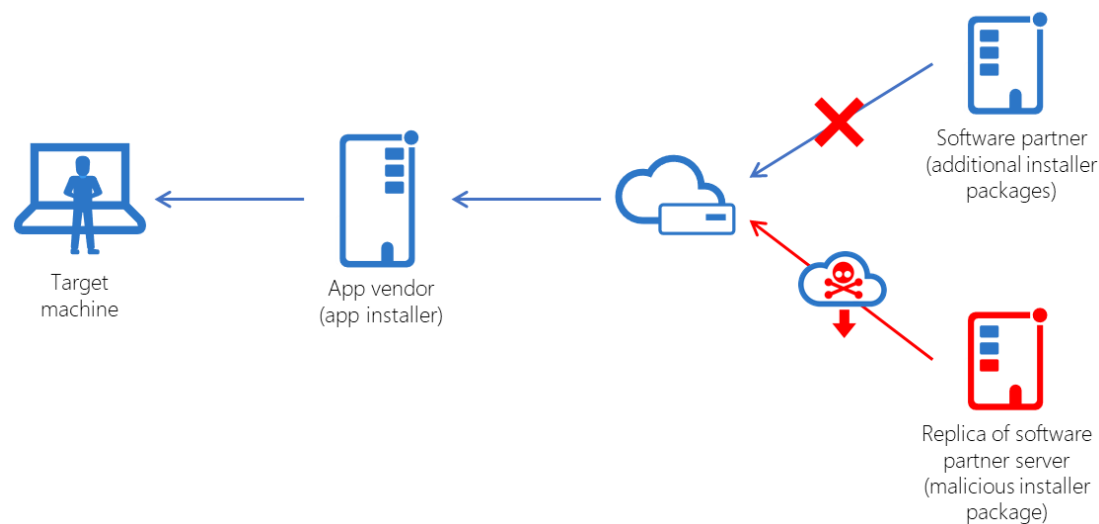 Target
machine
App vendor
(app installer)
Software partner
(additional installer
packages)
Replica of software
partner server
(malicious installer
package)